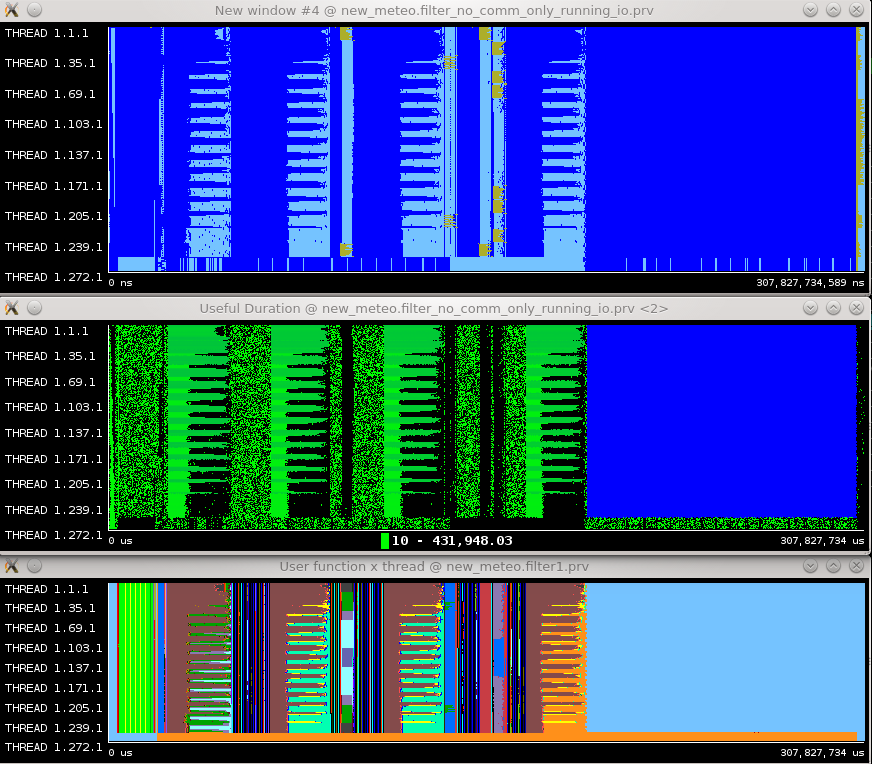 New window #4 @ new_meteo.filter_no_comm_only_running_io.prv
THREAD 1.1.1
THREAD 1.35.1
THREAD 1.69.1
THREAD 1.103.1
THREAD 1.137.1
THREAD 1.171.1
THREAD 1.205.1
THREAD 1.239.1
THREAD 1.272.1
0 ns
307,827,734,589 ns
Useful Duration @ new_meteo.filter_no_comm_only_running_io.prv <2>
THREAD 1.1.1
THREAD 1.35.1
THREAD 1.69.1
THREAD 1.103.1
THREAD 1.137.1
THREAD 1.171.1
THREAD 1.205.1
THREAD 1.239.1
THREAD 1.272.1
0 us
10 - 431,948.03
307,827,734 us
User function x thread @ new_meteo.filter1.prv
THREAD 1.1.1
THREAD 1.35.1
THREAD 1.69.1
THREAD 1.103.1
THREAD 1.137.1
THREAD 1.171.1
THREAD 1.205.1
THREAD 1.239.1
THREAD 1.272.1
0 us
307,827,734 us